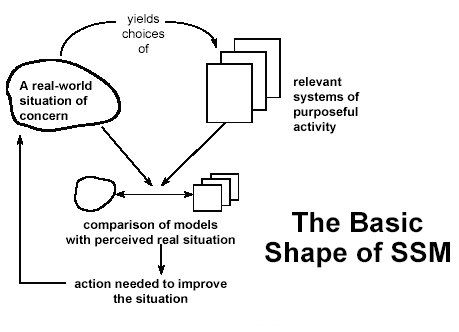 yields
choices
of
A real-world
situation of
concern
relevant
systems of
purposeful
activity
comparison of models
with perceived real situation
The Basic
Shape of SSM
action needed to improve
the situation